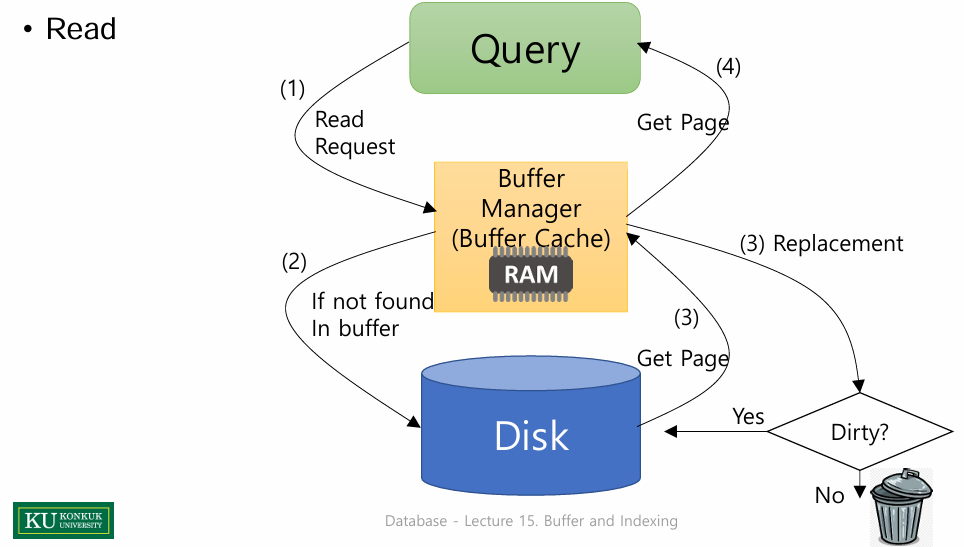 • Read
Query
(1)
Read
Request
(4)
Get Page
Buffer
Manager
(Buffer Cache)
RAM
(2)
If not found
In buffer
(3) Replacement
(3)
Get Page
Disk
Yes
Dirty?
No
KU KONKUK
UNIVERSITY
Database - Lecture 15. Buffer and Indexing